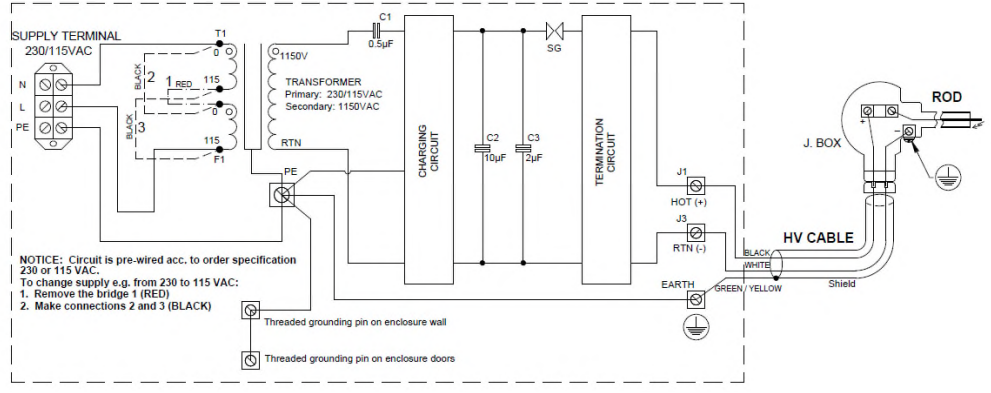 SUPPLY TERMINAL
230/115VAC
N
L
PE
T1
0
115
0
115
F1
BLACK
2
1 RED
BLACK
3
1150V
TRANSFORMER
Primary: 230/115VAC
Secondary: 1150VAC
RTN
PE
C1
0.5µF
CHARGING
CIRCUIT
C2
10µF
C3
2µF
SG
TERMINATION
CIRCUIT
J1
HOT (+)
J3
RTN (-)
EARTH
BLACK
WHITE
GREEN / YELLOW
HV CABLE
Shield
J. BOX
+
-
ROD
NOTICE: Circuit is pre-wired acc. to order specification
230 or 115 VAC.
To change supply e.g. from 230 to 115 VAC:
1. Remove the bridge 1 (RED)
2. Make connections 2 and 3 (BLACK)
Threaded grounding pin on enclosure wall
Threaded grounding pin on enclosure doors